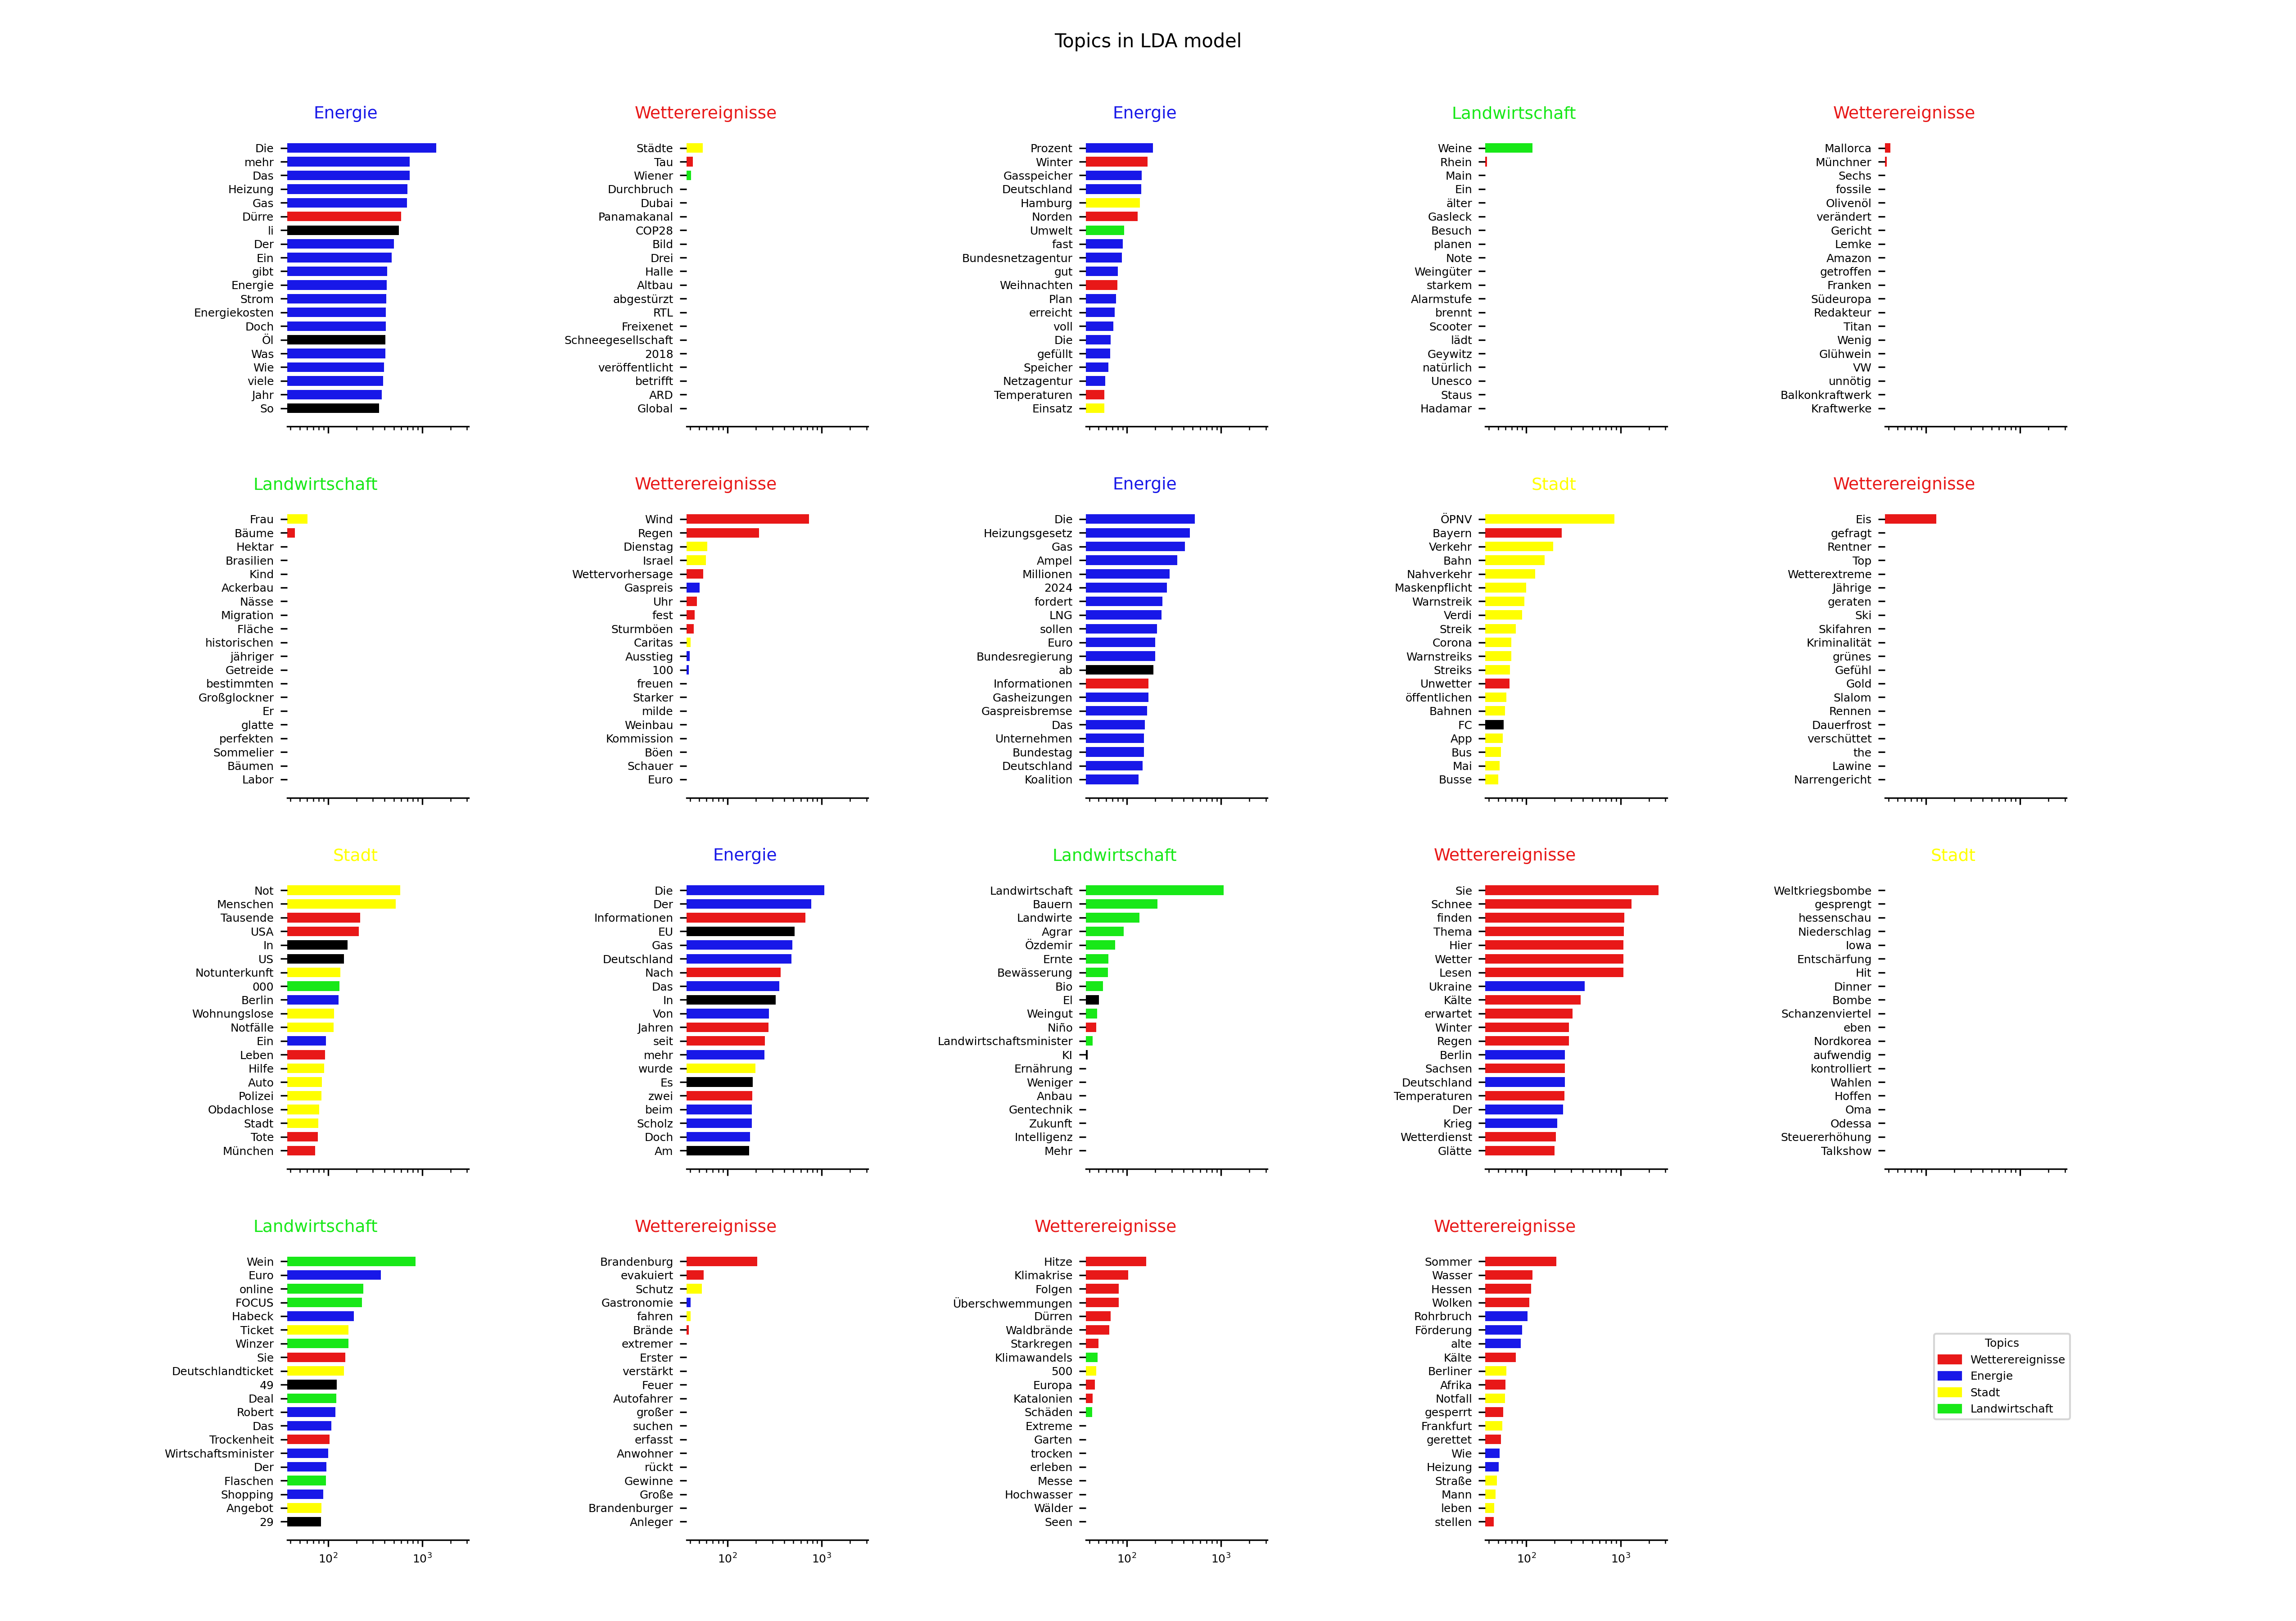 Topics in LDA model
Energie
Die
mehr
Das
Heizung
Gas
Dürre
li
Der
Ein
gibt
Energie
Strom
Energiekosten
Doch
Öl
Was
Wie
viele
Jahr
So
Wetterereignisse
Städte
Tau
Wiener
Durchbruch
Dubai
Panamakanal
COP28
Bild
Drei
Halle
Altbau
abgestürzt
RTL
Freixenet
Schneegesellschaft
2018
veröffentlicht
betrifft
ARD
Global
Energie
Prozent
Winter
Gasspeicher
Deutschland
Hamburg
Norden
Umwelt
fast
Bundesnetzagentur
gut
Weihnachten
Plan
erreicht
voll
Die
gefüllt
Speicher
Netzagentur
Temperaturen
Einsatz
Landwirtschaft
Weine
Rhein
Main
Ein
älter
Gasleck
Besuch
planen
Note
Weingüter
starkem
Alarmstufe
brennt
Scooter
lädt
Geywitz
natürlich
Unesco
Staus
Hadamar
Wetterereignisse
Mallorca
Münchner
Sechs
fossile
Olivenöl
verändert
Gericht
Lemke
Amazon
getroffen
Franken
Südeuropa
Redakteur
Titan
Wenig
Glühwein
VW
unnötig
Balkonkraftwerk
Kraftwerke
Landwirtschaft
Frau
Bäume
Hektar
Brasilien
Kind
Ackerbau
Nässe
Migration
Fläche
historischen
jähriger
Getreide
bestimmten
Großglockner
Er
glatte
perfekten
Sommelier
Bäumen
Labor
Wetterereignisse
Wind
Regen
Dienstag
Israel
Wettervorhersage
Gaspreis
Uhr
fest
Sturmböen
Caritas
Ausstieg
100
freuen
Starker
milde
Weinbau
Kommission
Böen
Schauer
Euro
Energie
Die
Heizungsgesetz
Gas
Ampel
Millionen
2024
fordert
LNG
sollen
Euro
Bundesregierung
ab
Informationen
Gasheizungen
Gaspreisbremse
Das
Unternehmen
Bundestag
Deutschland
Koalition
Stadt
ÖPNV
Bayern
Verkehr
Bahn
Nahverkehr
Maskenpflicht
Warnstreik
Verdi
Streik
Corona
Warnstreiks
Streiks
Unwetter
öffentlichen
Bahnen
FC
App
Bus
Mai
Busse
Wetterereignisse
Eis
gefragt
Rentner
Top
Wetterextreme
Jährige
geraten
Ski
Skifahren
Kriminalität
grünes
Gefühl
Gold
Slalom
Rennen
Dauerfrost
verschüttet
the
Lawine
Narrengericht
Stadt
Not
Menschen
Tausende
USA
In
US
Notunterkunft
000
Berlin
Wohnungslose
Notfälle
Ein
Leben
Hilfe
Auto
Polizei
Obdachlose
Stadt
Tote
München
Energie
Die
Der
Informationen
EU
Gas
Deutschland
Nach
Das
In
Von
Jahren
seit
mehr
wurde
Es
zwei
beim
Scholz
Doch
Am
Landwirtschaft
Landwirtschaft
Bauern
Landwirte
Agrar
Özdemir
Ernte
Bewässerung
Bio
El
Weingut
Niño
Landwirtschaftsminister
KI
Ernährung
Weniger
Anbau
Gentechnik
Zukunft
Intelligenz
Mehr
Wetterereignisse
Sie
Schnee
finden
Thema
Hier
Wetter
Lesen
Ukraine
Kälte
erwartet
Winter
Regen
Berlin
Sachsen
Deutschland
Temperaturen
Der
Krieg
Wetterdienst
Glätte
Stadt
Weltkriegsbombe
gesprengt
hessenschau
Niederschlag
Iowa
Entschärfung
Hit
Dinner
Bombe
Schanzenviertel
eben
Nordkorea
aufwendig
kontrolliert
Wahlen
Hoffen
Oma
Odessa
Steuererhöhung
Talkshow
Landwirtschaft
Wein
Euro
online
FOCUS
Habeck
Ticket
Winzer
Sie
Deutschlandticket
49
Deal
Robert
Das
Trockenheit
Wirtschaftsminister
Der
Flaschen
Shopping
Angebot
29
10²
10³
Wetterereignisse
Brandenburg
evakuiert
Schutz
Gastronomie
fahren
Brände
extremer
Erster
verstärkt
Feuer
Autofahrer
großer
suchen
erfasst
Anwohner
rückt
Gewinne
Große
Brandenburger
Anleger
10²
10³
Wetterereignisse
Hitze
Klimakrise
Folgen
Überschwemmungen
Dürren
Waldbrände
Starkregen
Klimawandels
500
Europa
Katalonien
Schäden
Extreme
Garten
trocken
erleben
Messe
Hochwasser
Wälder
Seen
10²
10³
Wetterereignisse
Sommer
Wasser
Hessen
Wolken
Rohrbruch
Förderung
alte
Kälte
Berliner
Afrika
Notfall
gesperrt
Frankfurt
gerettet
Wie
Heizung
Straße
Mann
leben
stellen
10²
10³
Topics
Wetterereignisse
Energie
Stadt
Landwirtschaft